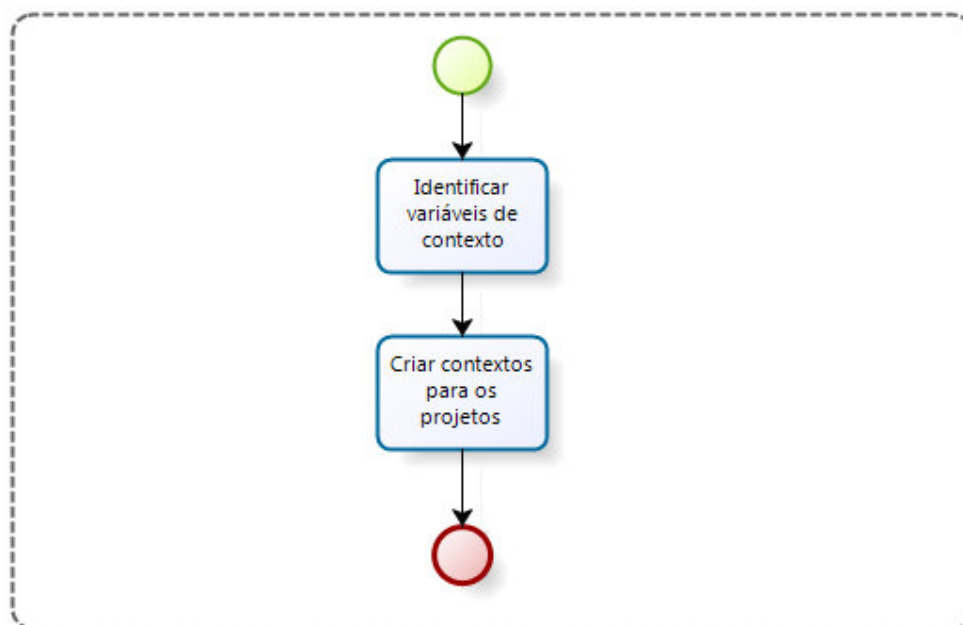 Identificar
variáveis de
contexto
Criar contextos
para os
projetos